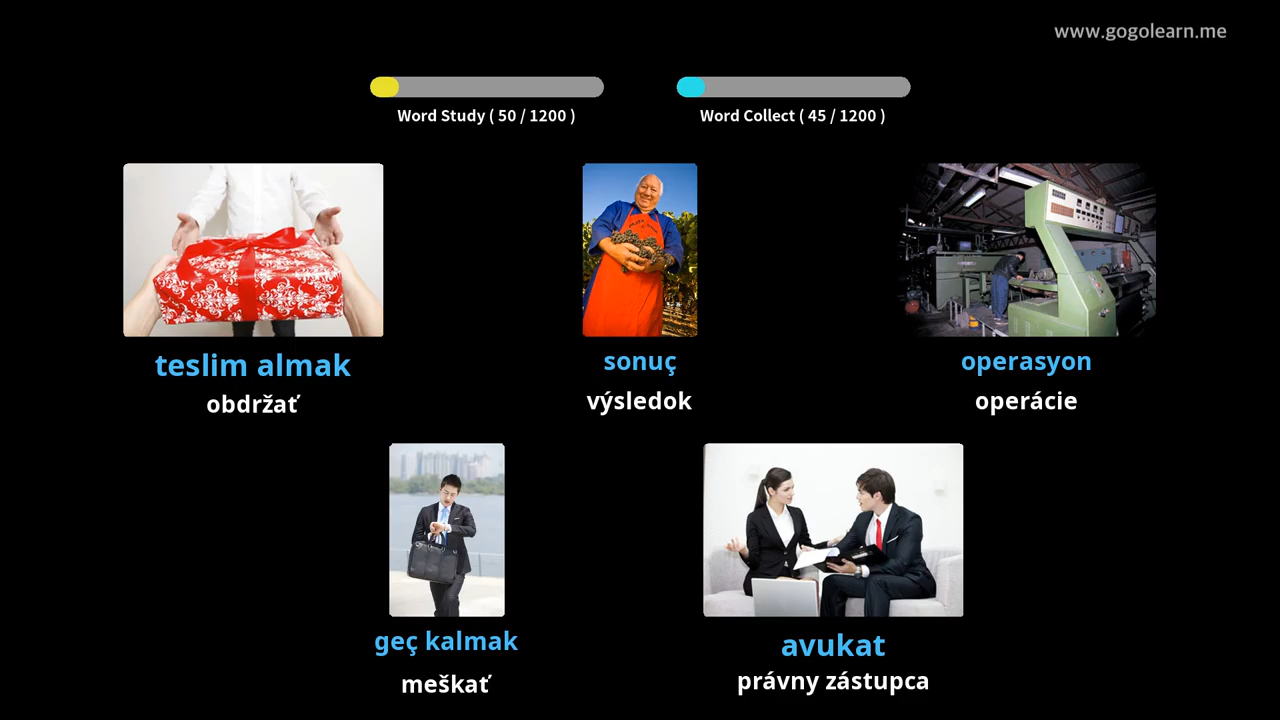 www.gogolearn.me
Word Study ( 50 / 1200 )
Word Collect ( 45 / 1200 )
teslim almak
obdržať
sonuç
výsledok
operasyon
operácie
geç kalmak
meškať
avukat
právny zástupca